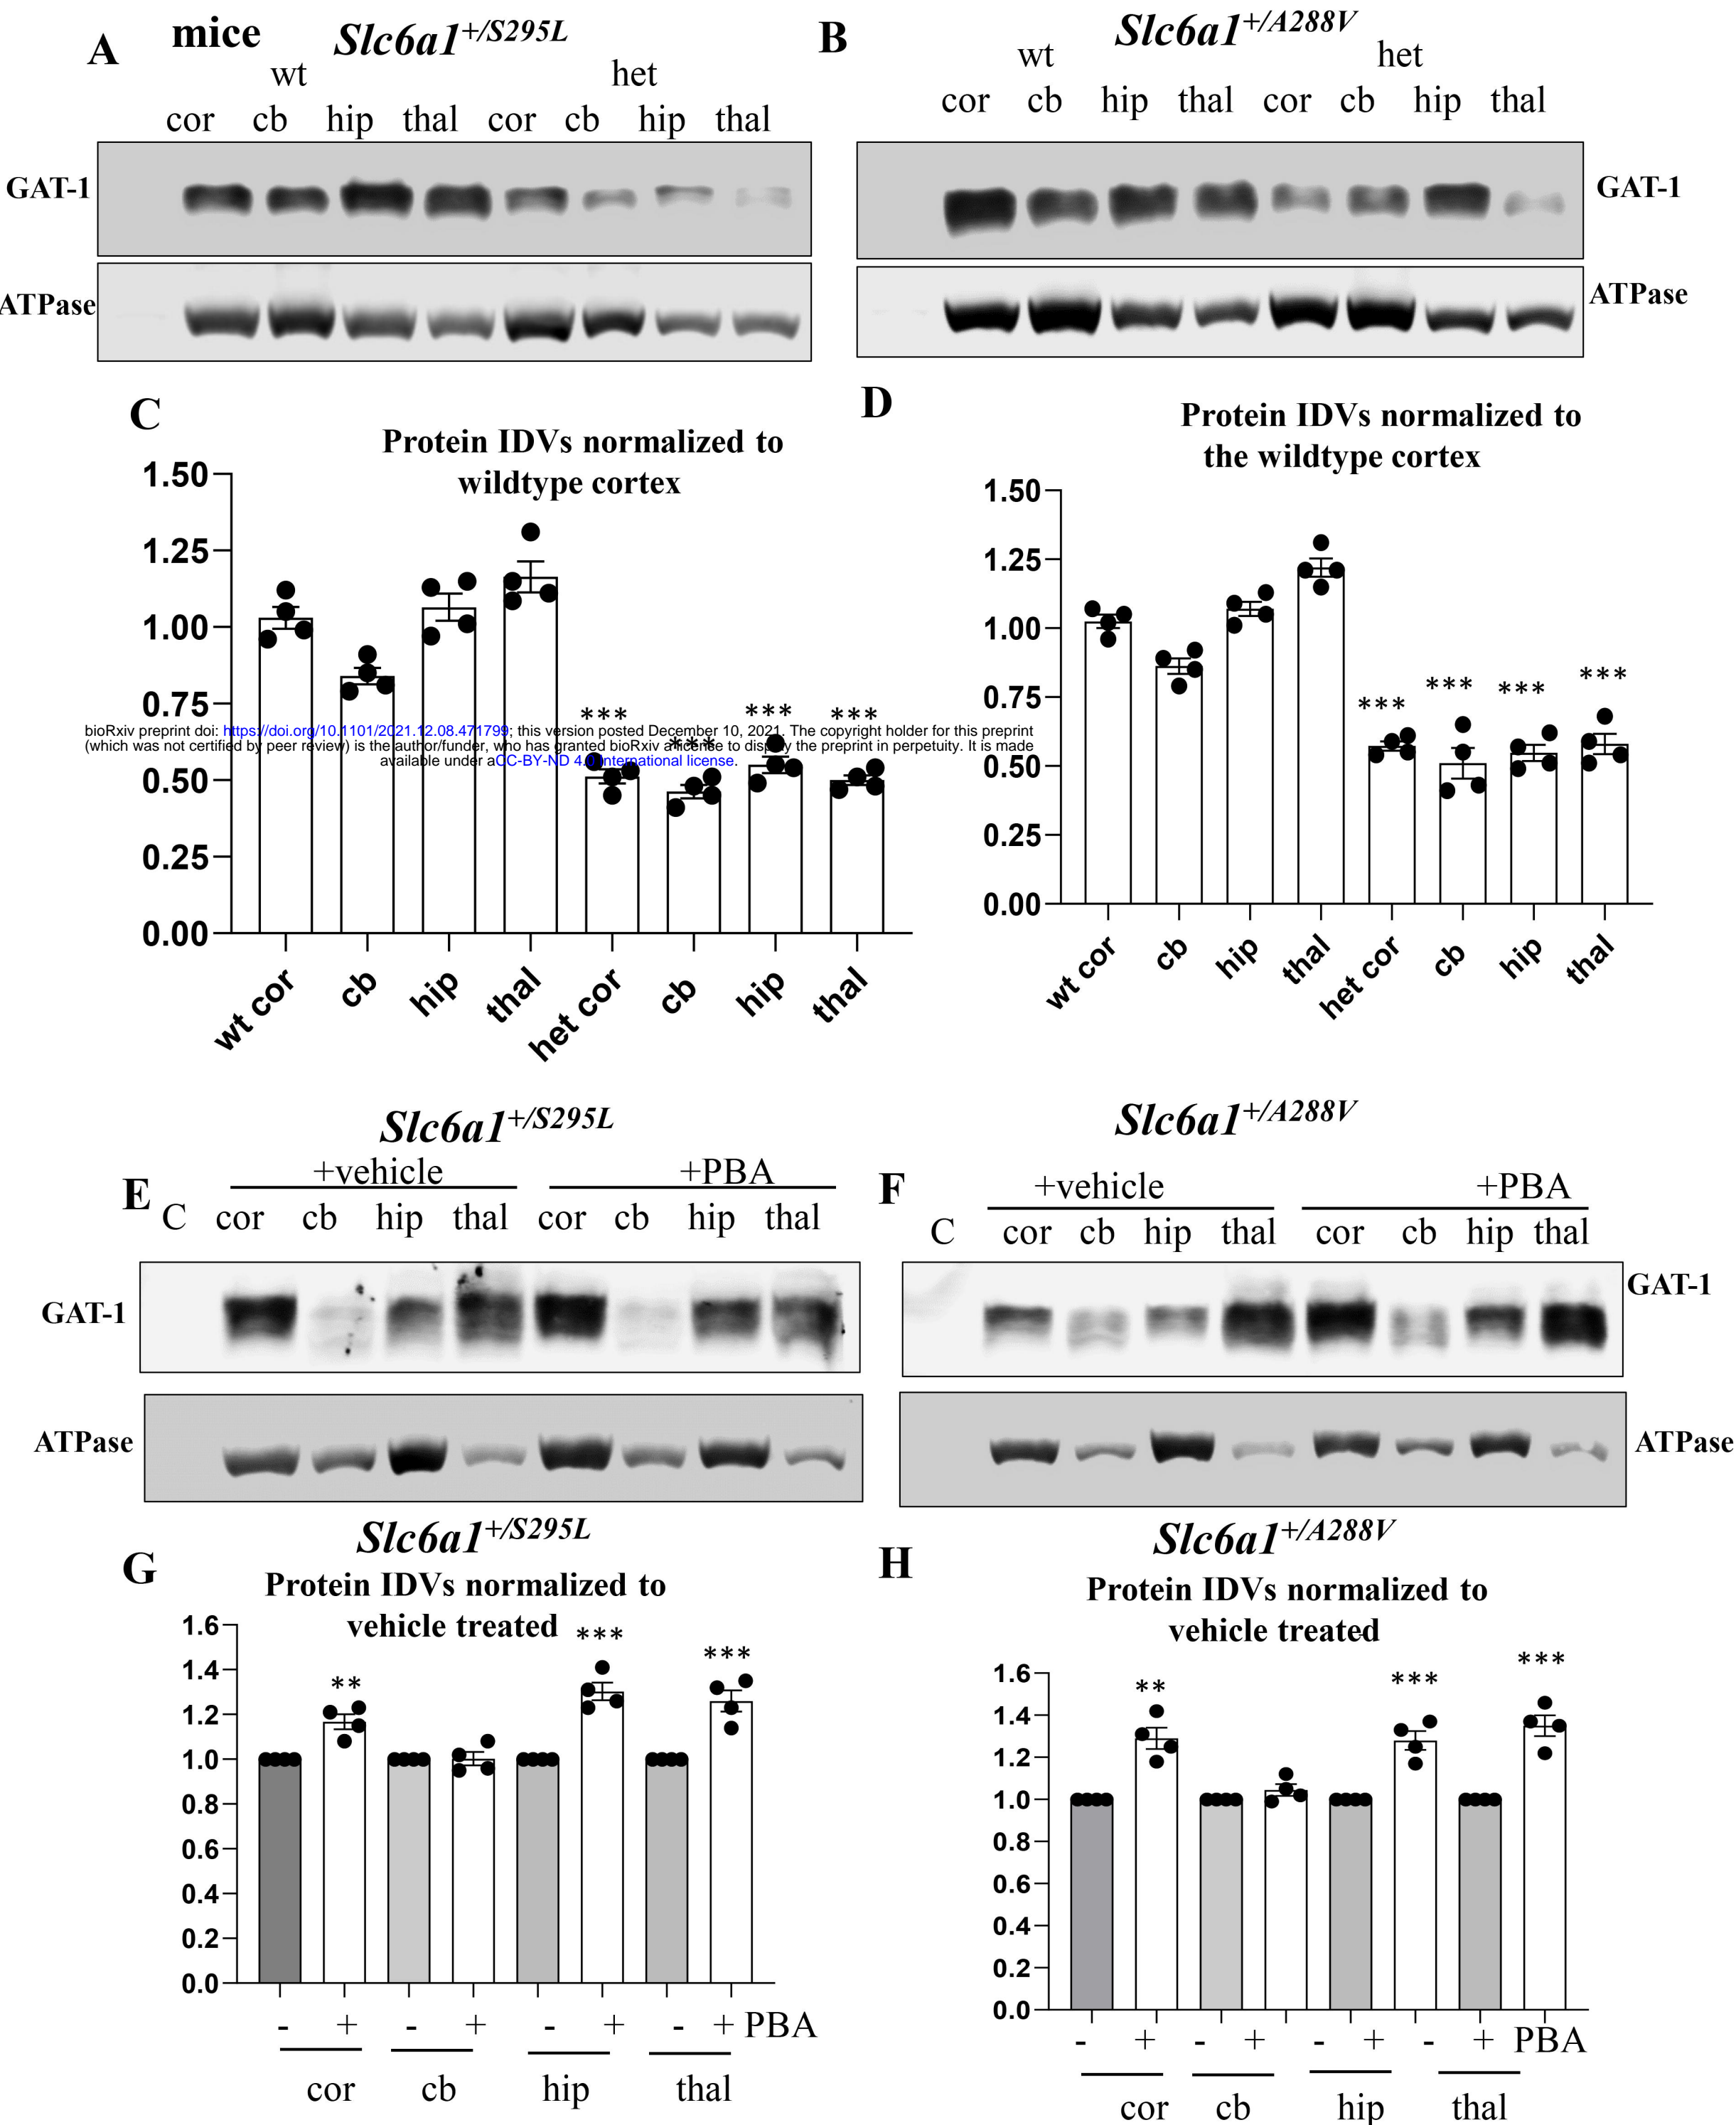 A mice Slc6a1+/S295L
wt het
cor cb hip thal cor cb hip thal
GAT-1
ATPase
B Slc6a1+/A288V
wt het
cor cb hip thal cor cb hip thal
GAT-1
ATPase
C
Protein IDVs normalized to
wildtype cortex
1.50
1.25
1.00
0.75
0.50
0.25
0.00
*** *** *** ***
wt cor cb hip thal het cor cb hip thal
D
Protein IDVs normalized to
the wildtype cortex
1.50
1.25
1.00
0.75
0.50
0.25
0.00
*** *** *** ***
wt cor cb hip thal het cor cb hip thal
bioRxiv preprint doi: https://doi.org/10.1101/2021.12.08.471799; this version posted December 10, 2021. The copyright holder for this preprint
(which was not certified by peer review) is the author/funder, who has granted bioRxiv a license to display the preprint in perpetuity. It is made
available under aCC-BY-ND 4.0 International license.
E Slc6a1+/S295L
+vehicle +PBA
C cor cb hip thal cor cb hip thal
GAT-1
ATPase
F Slc6a1+/A288V
+vehicle +PBA
C cor cb hip thal cor cb hip thal
GAT-1
ATPase
G Slc6a1+/S295L
Protein IDVs normalized to
vehicle treated
1.6
1.4
1.2
1.0
0.8
0.6
0.4
0.2
0.0
** *** ***
- + - + - + - + PBA
cor cb hip thal
H Slc6a1+/A288V
Protein IDVs normalized to
vehicle treated
1.6
1.4
1.2
1.0
0.8
0.6
0.4
0.2
0.0
** *** ***
- + - + - + - + PBA
cor cb hip thal